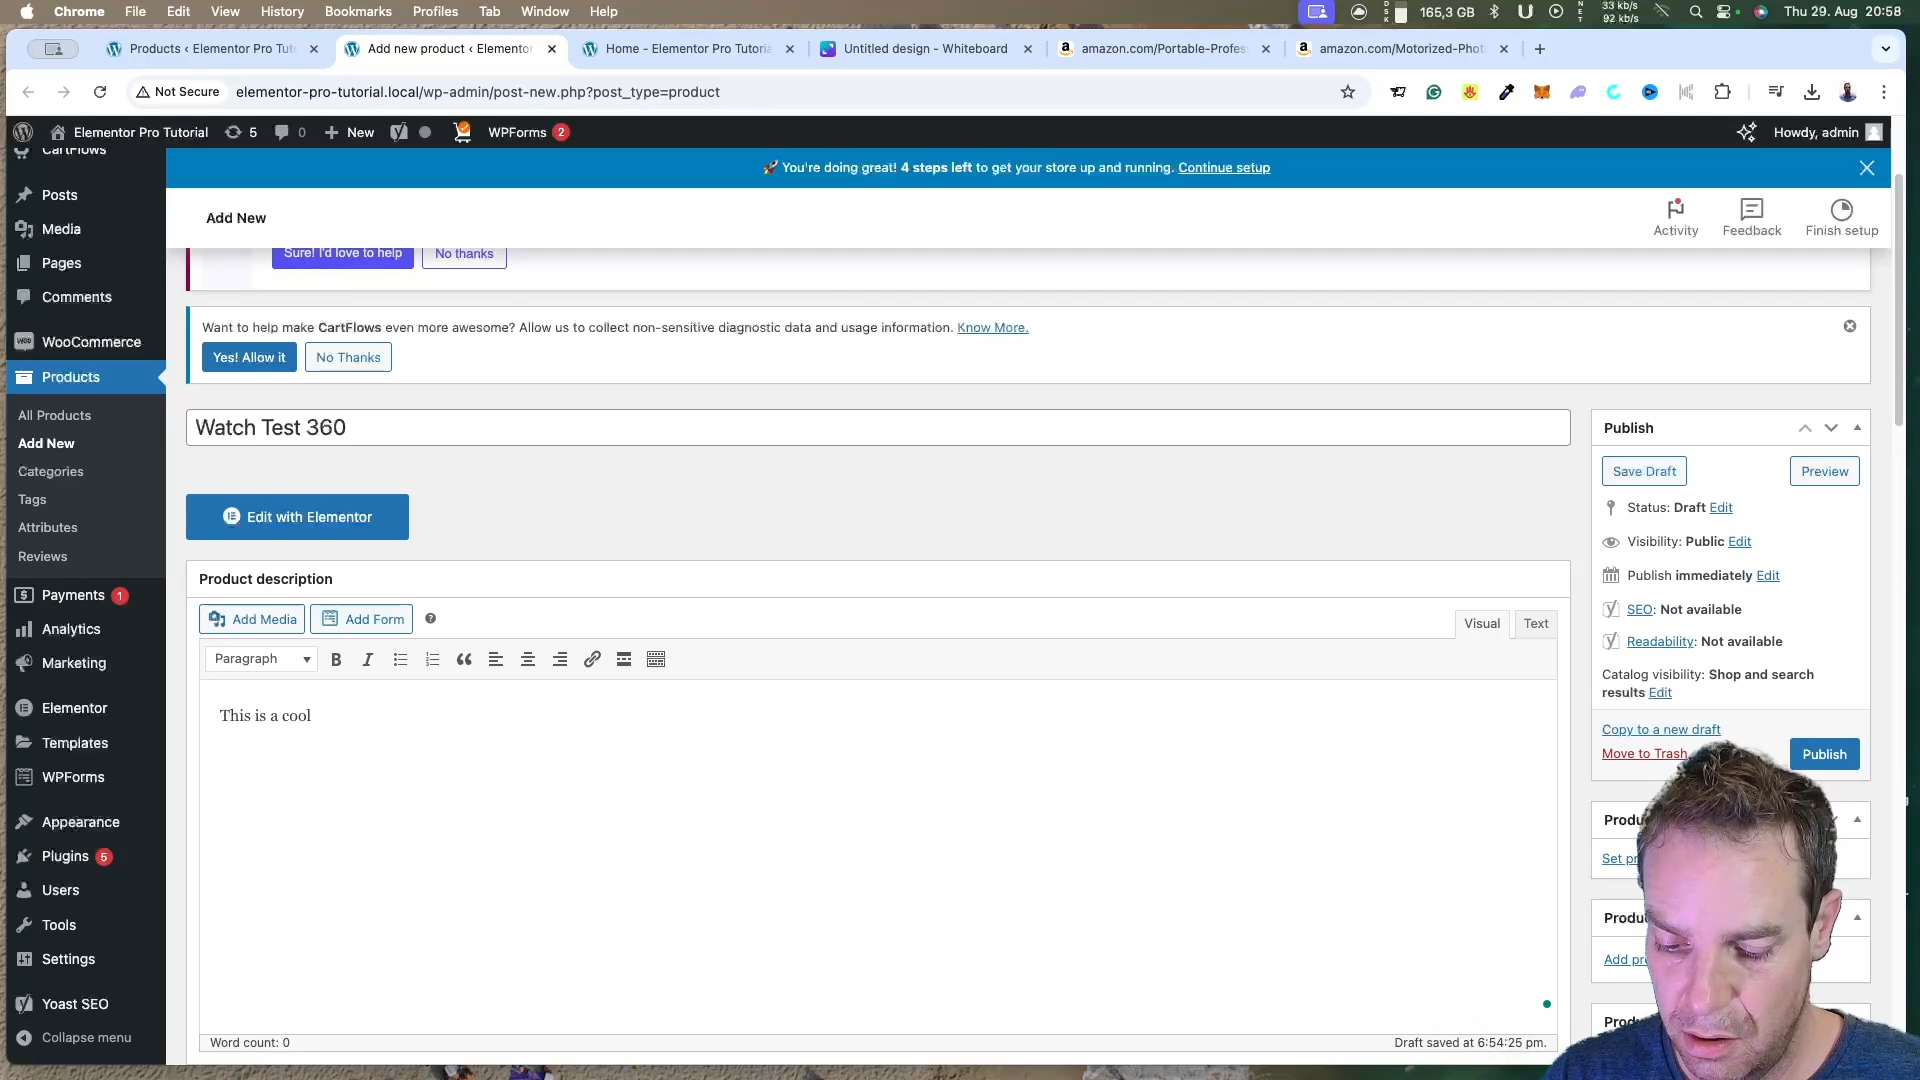 Chrome File Edit View History Bookmarks Profiles Tab Window Help
165,3 GB 33 kb/s 92 kb/s Thu 29. Aug 20:58
Products ‹ Elementor Pro Tuto
Add new product ‹ Elementor
Home - Elementor Pro Tutoria
Untitled design - Whiteboard
amazon.com/Portable-Profess
amazon.com/Motorized-Phot
Not Secure elementor-pro-tutorial.local/wp-admin/post-new.php?post_type=product
Elementor Pro Tutorial 5 0 New WPForms 2 Howdy, admin
CartFlows
Posts
Media
Pages
Comments
WooCommerce
Products
All Products
Add New
Categories
Tags
Attributes
Reviews
Payments 1
Analytics
Marketing
Elementor
Templates
WPForms
Appearance
Plugins 5
Users
Tools
Settings
Yoast SEO
Collapse menu
🚀 You're doing great! 4 steps left to get your store up and running. Continue setup
Add New
Activity Feedback Finish setup
Sure! I'd love to help No thanks
Want to help make CartFlows even more awesome? Allow us to collect non-sensitive diagnostic data and usage information. Know More.
Yes! Allow it No Thanks
Watch Test 360
Edit with Elementor
Product description
Add Media Add Form
Visual Text
Paragraph
This is a cool
Word count: 0 Draft saved at 6:54:25 pm.
Publish
Save Draft Preview
Status: Draft Edit
Visibility: Public Edit
Publish immediately Edit
SEO: Not available
Readability: Not available
Catalog visibility: Shop and search
results Edit
Copy to a new draft
Move to Trash Publish
Produ
Set pr
Produ
Add pr
Produ